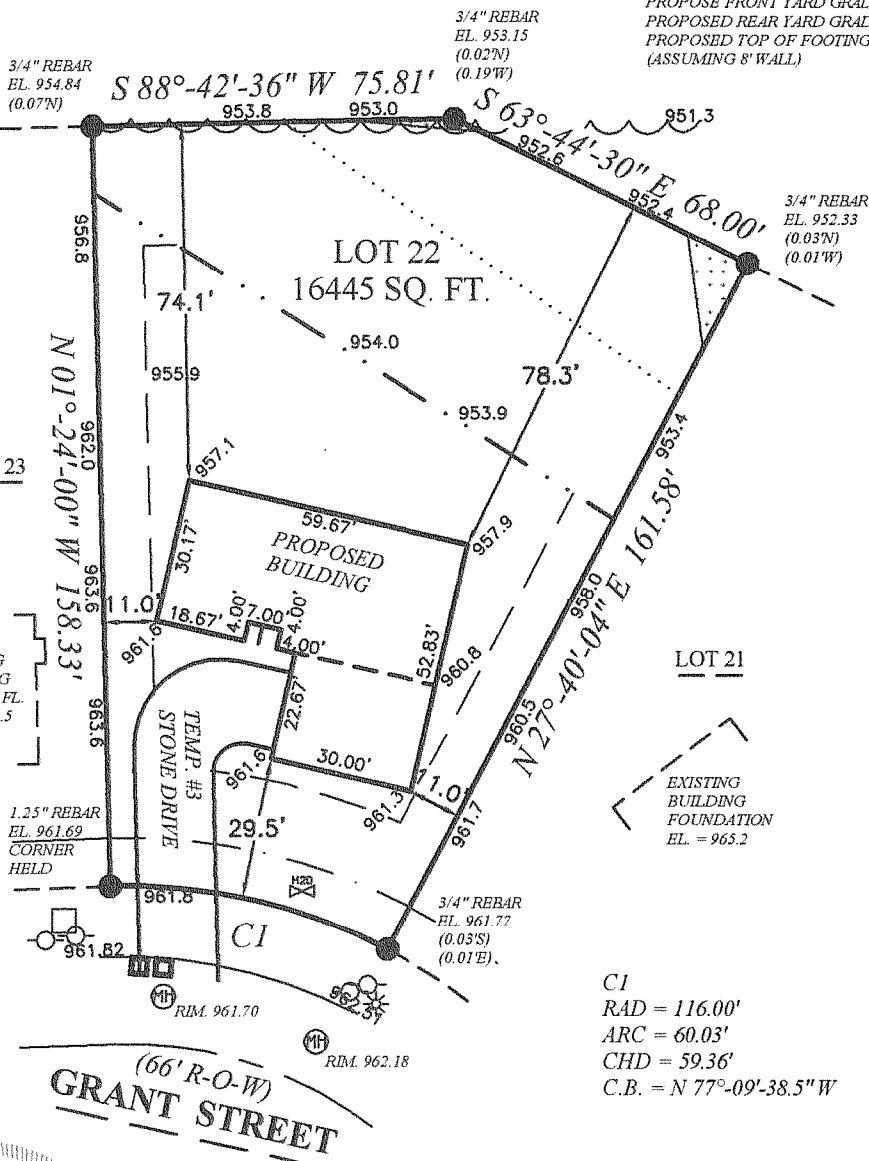 PROPOSE FRONT YARD GRAD
PROPOSED REAR YARD GRAD
PROPOSED TOP OF FOOTING
(ASSUMING 8' WALL)
3/4" REBAR
EL. 953.15
(0.02'N)
(0.19'W)
3/4" REBAR
EL. 954.84
(0.07'N)
S 88°-42'-36" W 75.81'
953.8
953.0
S 63°-44'-30" E 68.00'
951.3
952.6
952.4
3/4" REBAR
EL. 952.33
(0.03'N)
(0.01'W)
956.8
LOT 22
16445 SQ. FT.
74.1'
954.0
955.9
78.3'
953.9
953.4
N 01°-24'-00" W 158.33'
962.0
23
957.1
59.67'
957.9
30.17'
PROPOSED
BUILDING
N 27°-40'-04" E 161.58'
958.0
963.6
11.0'
18.67'
4.00'
7.00'
4.00'
4.00'
961.6
52.83'
960.8
LOT 21
G
G
FL.
.5
963.6
22.67'
960.5
TEMP. #3
STONE DRIVE
961.6
30.00'
961.3
11.0'
961.7
EXISTING
BUILDING
FOUNDATION
EL. = 965.2
1.25" REBAR
EL. 961.69
CORNER
HELD
29.5'
H20
961.8
C1
3/4" REBAR
EL. 961.77
(0.03'S)
(0.01'E)
961.82
962.37
MH
RIM. 961.70
MH
RIM. 962.18
C1
RAD = 116.00'
ARC = 60.03'
CHD = 59.36'
C.B. = N 77°-09'-38.5" W
(66' R-O-W)
GRANT STREET